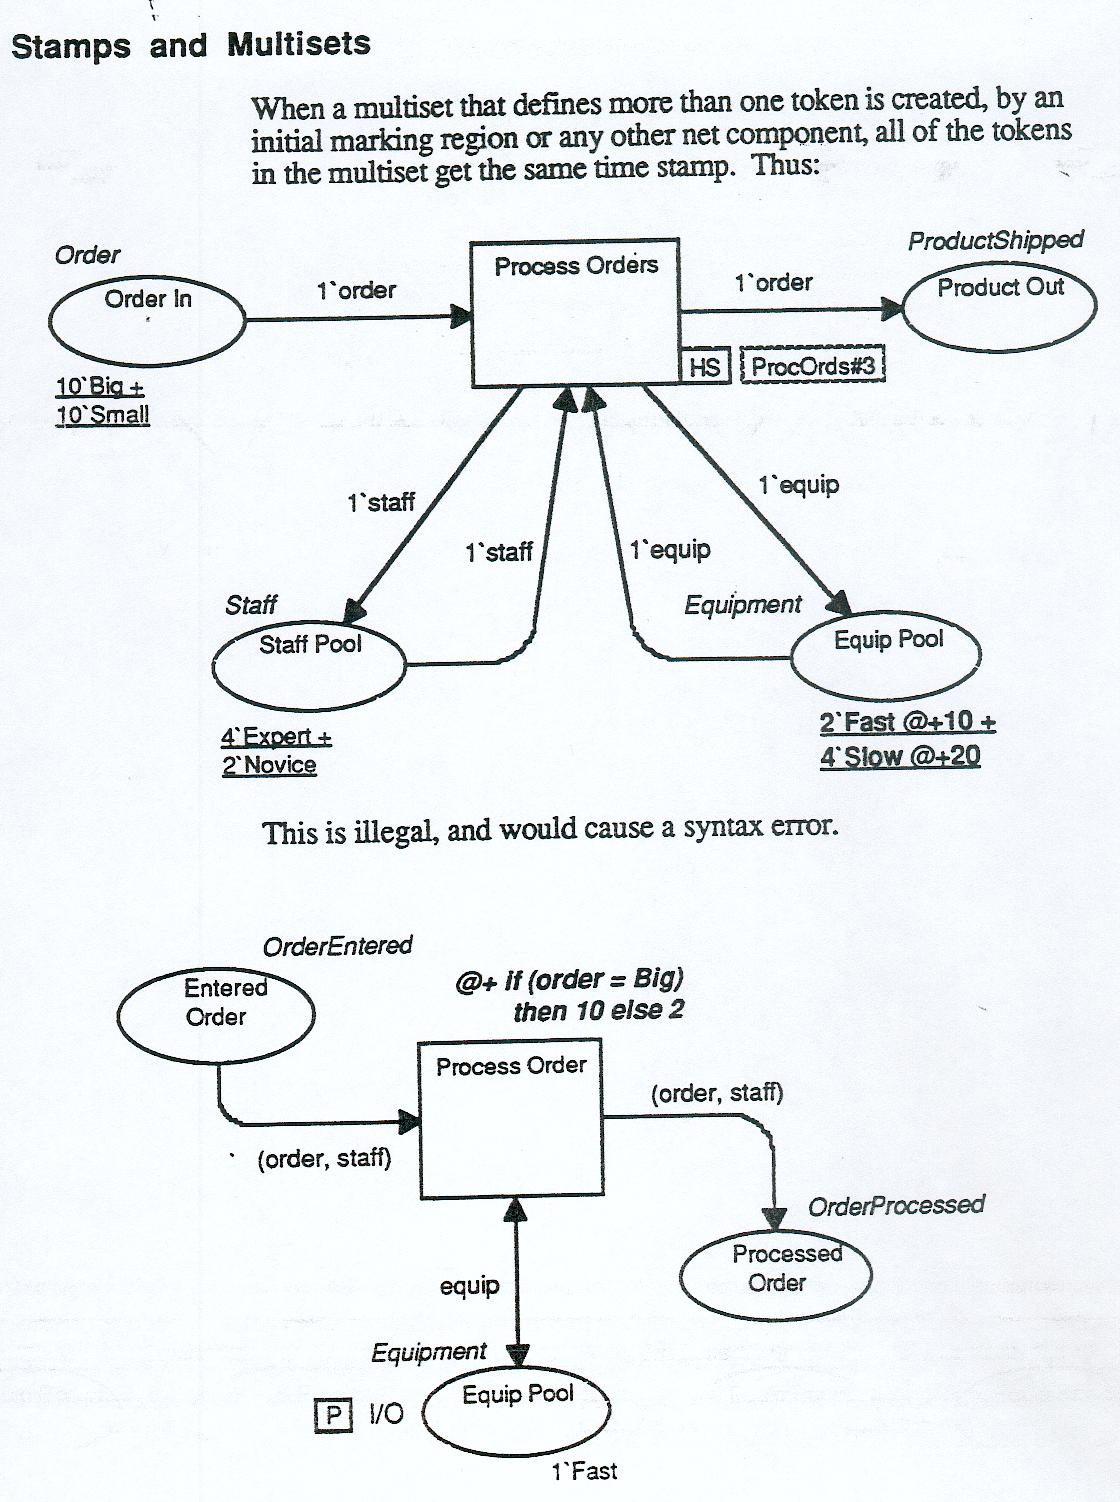 Stamps and Multisets
When a multiset that defines more than one token is created, by an
initial marking region or any other net component, all of the tokens
in the multiset get the same time stamp. Thus:
Order
Order In
10`Big +
10`Small
1`order
Process Orders
HS
ProcOrds#3
1`order
ProductShipped
Product Out
1`staff
1`staff
1`equip
1`equip
Staff
Staff Pool
4`Expert +
2`Novice
Equipment
Equip Pool
2`Fast @+10 +
4`Slow @+20
This is illegal, and would cause a syntax error.
OrderEntered
Entered
Order
@+ if (order = Big)
then 10 else 2
Process Order
(order, staff)
(order, staff)
OrderProcessed
Processed
Order
equip
Equipment
P I/O
Equip Pool
1`Fast